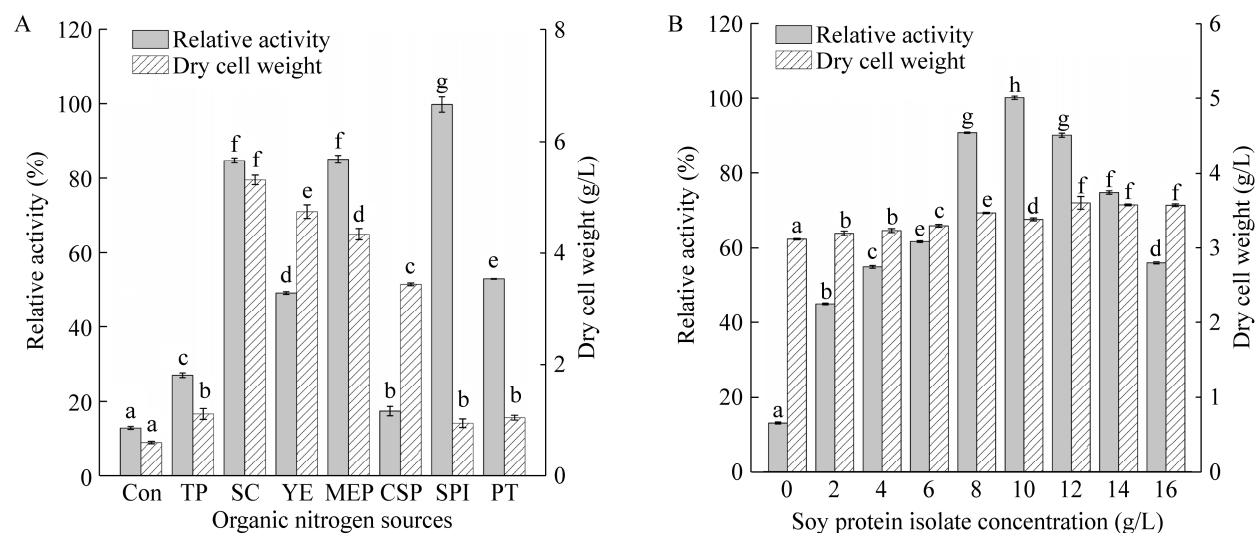 A
Relative activity
Dry cell weight
Relative activity (%)
120
100
80
60
40
20
0
a
a
c
b
f
f
d
e
f
d
b
c
g
b
e
b
8
6
4
2
0
Dry cell weight (g/L)
Con TP SC YE MEP CSP SPI PT
Organic nitrogen sources
B
Relative activity
Dry cell weight
Relative activity (%)
120
100
80
60
40
20
0
a
a
b
b
c
b
e
c
g
e
h
d
g
f
f
f
d
f
6
5
4
3
2
1
0
Dry cell weight (g/L)
0 2 4 6 8 10 12 14 16
Soy protein isolate concentration (g/L)